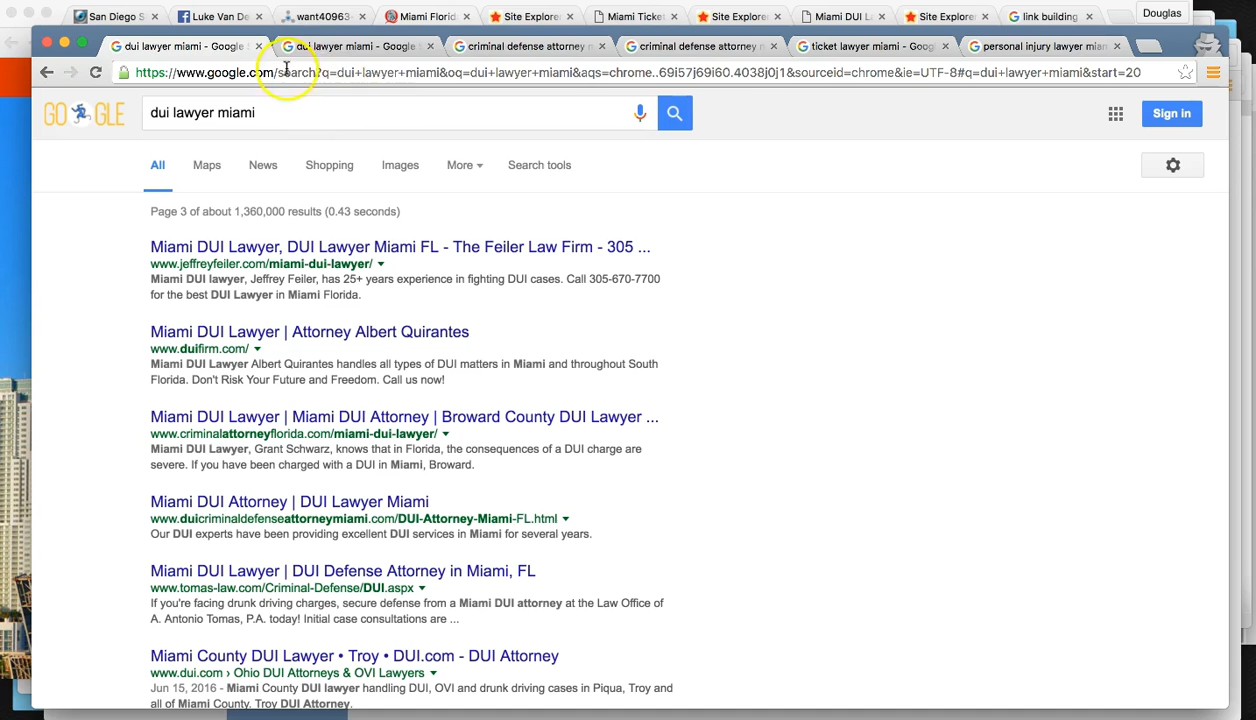 Douglas
San Diego S
Luke Van De
want40963-
Miami Florid
Site Explorer
Miami Ticket
Site Explorer
Miami DUI L
Site Explorer
link building
dui lawyer miami - Google
dui lawyer miami - Google
criminal defense attorney
criminal defense attorney
ticket lawyer miami - Google
personal injury lawyer mian
https://www.google.com/search?q=dui+lawyer+miami&oq=dui+lawyer+miami&aqs=chrome..69i57j69i60.4038j0j1&sourceid=chrome&ie=UTF-8#q=dui+lawyer+miami&start=20
GO GLE
dui lawyer miami
Sign in
All Maps News Shopping Images More Search tools
Page 3 of about 1,360,000 results (0.43 seconds)
Miami DUI Lawyer, DUI Lawyer Miami FL - The Feiler Law Firm - 305 ...
www.jeffreyfeiler.com/miami-dui-lawyer/
Miami DUI lawyer, Jeffrey Feiler, has 25+ years experience in fighting DUI cases. Call 305-670-7700
for the best DUI Lawyer in Miami Florida.
Miami DUI Lawyer | Attorney Albert Quirantes
www.duifirm.com/
Miami DUI Lawyer Albert Quirantes handles all types of DUI matters in Miami and throughout South
Florida. Don't Risk Your Future and Freedom. Call us now!
Miami DUI Lawyer | Miami DUI Attorney | Broward County DUI Lawyer ...
www.criminalattorneyflorida.com/miami-dui-lawyer/
Miami DUI Lawyer, Grant Schwarz, knows that in Florida, the consequences of a DUI charge are
severe. If you have been charged with a DUI in Miami, Broward.
Miami DUI Attorney | DUI Lawyer Miami
www.duicriminaldefenseattorneymiami.com/DUI-Attorney-Miami-FL.html
Our DUI experts have been providing excellent DUI services in Miami for several years.
Miami DUI Lawyer | DUI Defense Attorney in Miami, FL
www.tomas-law.com/Criminal-Defense/DUI.aspx
If you're facing drunk driving charges, secure defense from a Miami DUI attorney at the Law Office of
A. Antonio Tomas, P.A. today! Initial case consultations are ...
Miami County DUI Lawyer • Troy • DUI.com - DUI Attorney
www.dui.com › Ohio DUI Attorneys & OVI Lawyers
Jun 15, 2016 - Miami County DUI lawyer handling DUI, OVI and drunk driving cases in Piqua, Troy and
all of Miami County. Troy DUI Attorney.